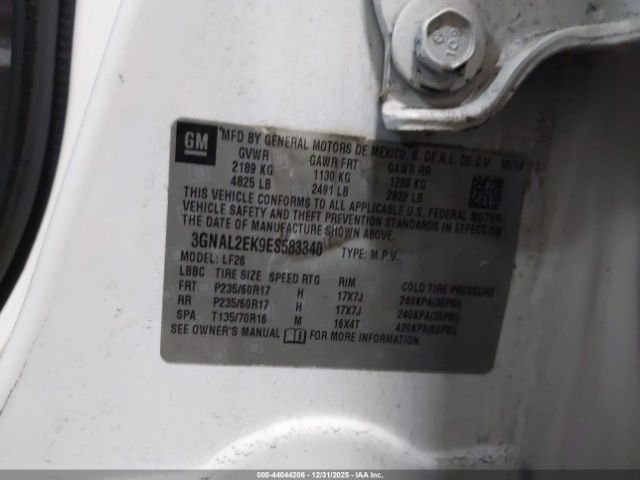 GM
MFD BY GENERAL MOTORS DE MEXICO, S. DE R.L. DE C.V.
GVWR GAWR FRT GAWR RR
2189 KG 1130 KG 1260 KG
4825 LB 2491 LB 2822 LB
THIS VEHICLE CONFORMS TO ALL APPLICABLE U.S. FEDERAL MOTOR
VEHICLE SAFETY AND THEFT PREVENTION STANDARDS IN EFFECT ON
THE DATE OF MANUFACTURE SHOWN ABOVE.
3GNAL2EK9ES583340 TYPE: M.P.V.
MODEL: LF26
LBBC TIRE SIZE SPEED RTG RIM COLD TIRE PRESSURE
FRT P235/60R17 H 17X7J 240KPA(35PSI)
RR P235/60R17 H 17X7J 240KPA(35PSI)
SPA T135/70R16 M 16X4T 420KPA(60PSI)
SEE OWNER'S MANUAL FOR MORE INFORMATION.
000-44044206 - 12/31/2025 - IAAI.com